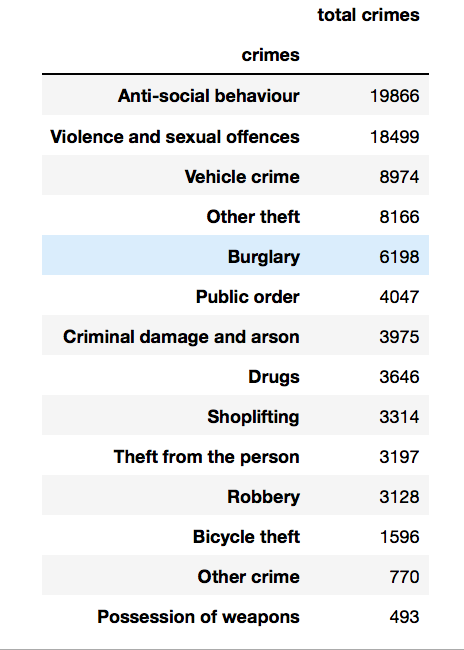 total crimes
crimes
Anti-social behaviour 19866
Violence and sexual offences 18499
Vehicle crime 8974
Other theft 8166
Burglary 6198
Public order 4047
Criminal damage and arson 3975
Drugs 3646
Shoplifting 3314
Theft from the person 3197
Robbery 3128
Bicycle theft 1596
Other crime 770
Possession of weapons 493